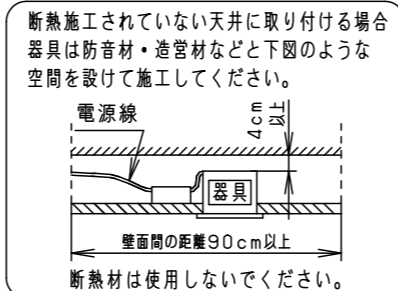 断熱施工されていない天井に取り付ける場合
器具は防音材・造営材などと下図のような
空間を設けて施工してください。
電源線
4cm
以上
器具
壁面間の距離90cm以上
断熱材は使用しないでください。